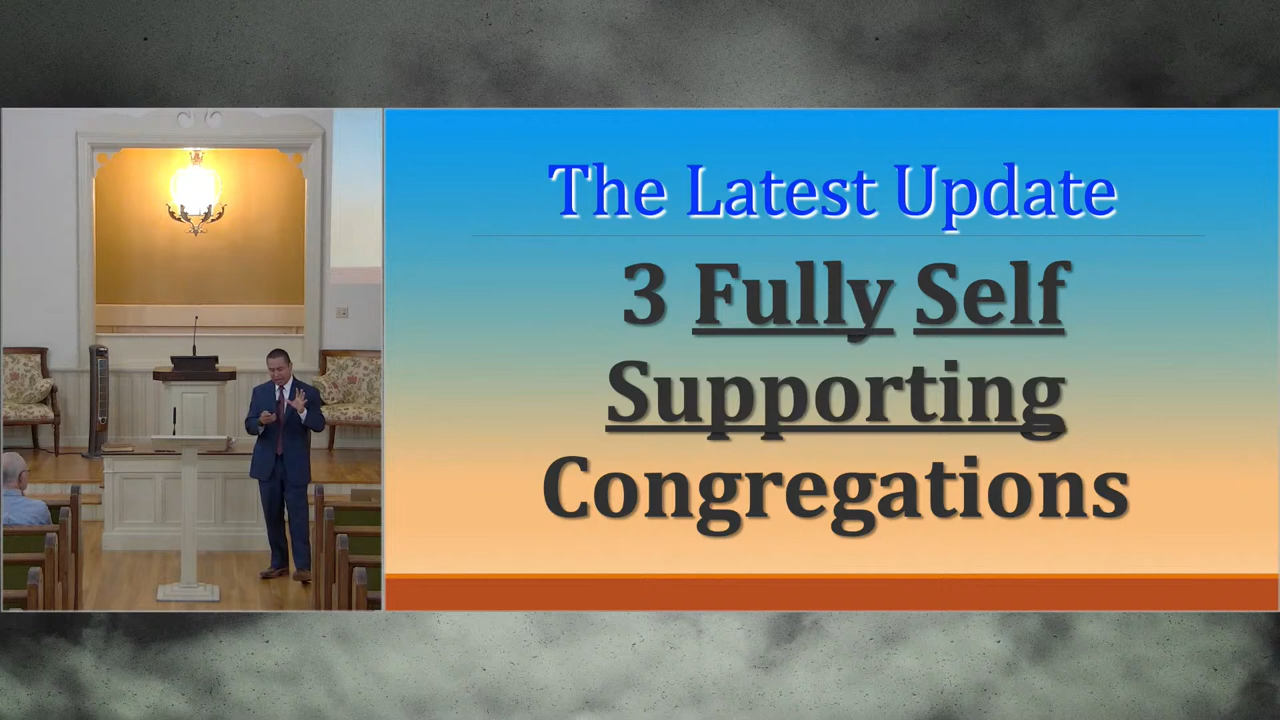 The Latest Update
3 Fully Self
Supporting
Congregations